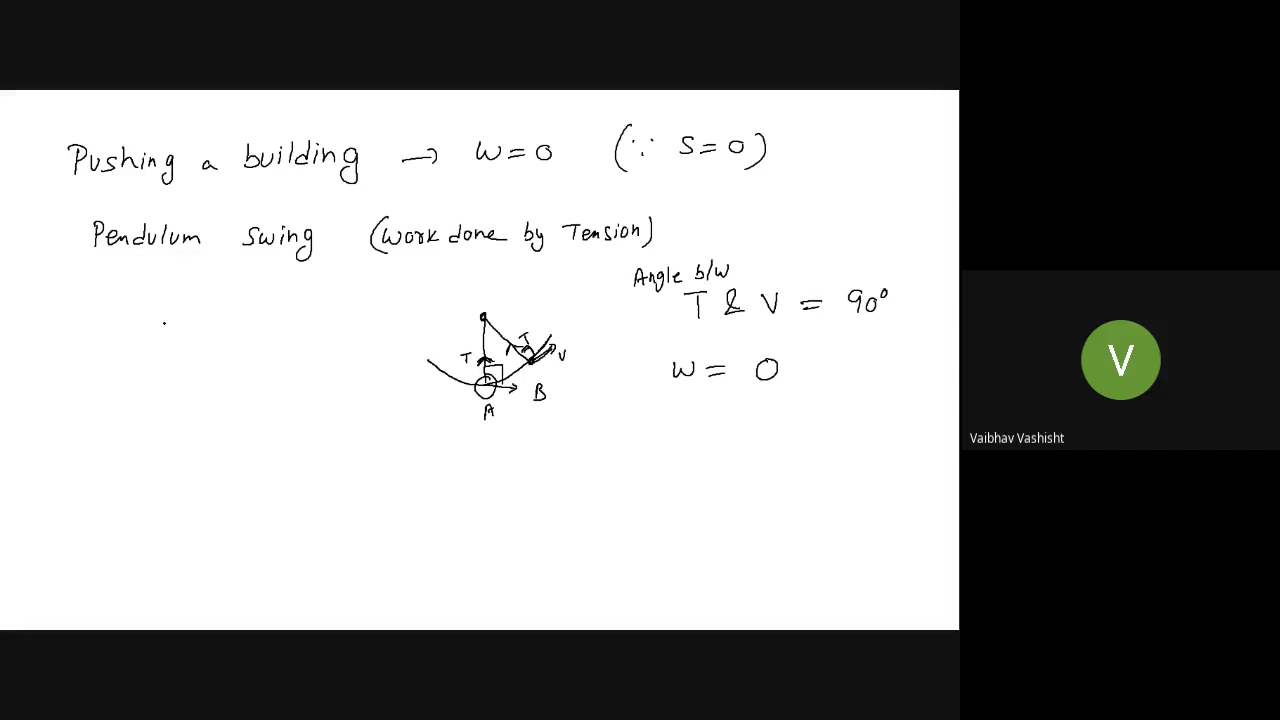 Pushing a building → W = 0 (∵ S = 0)
Pendulum swing (Work done by Tension)
Angle b/w
T & V = 90°
W = 0
T
T
V
B
A
V
Vaibhav Vashisht